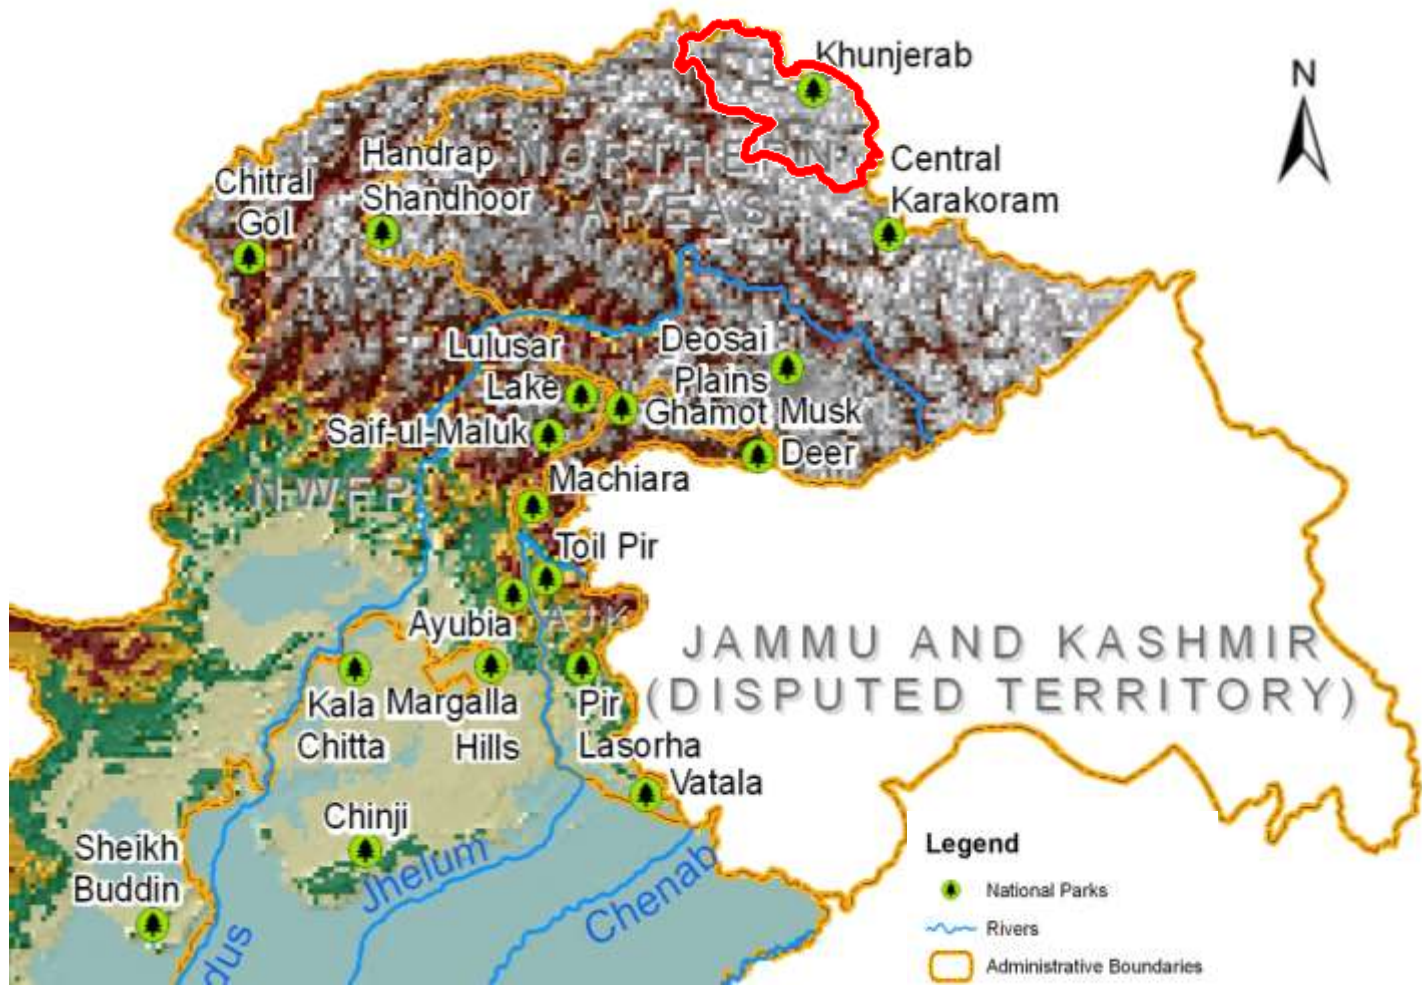 Khunjerab
N
Handrap
Shandhoor
Chitral
Gol
NORTHERN
AREAS
Central
Karakoram
Lulusar
Lake
Deosai
Plains
Ghamot Musk
Deer
Saif-ul-Maluk
Machiara
NWFP
Toil Pir
Ayubia
AJK
JAMMU AND KASHMIR
(DISPUTED TERRITORY)
Kala
Chitta
Margalla
Hills
Pir
Lasorha
Vatala
Chinji
Jhelum
Chenab
Sheikh
Buddin
dus
Legend
National Parks
Rivers
Administrative Boundaries